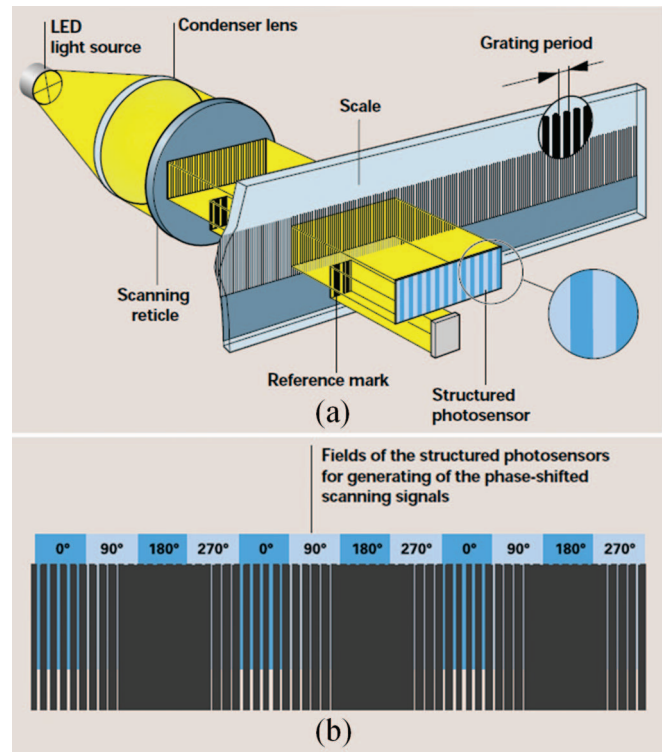 LED
light source
Condenser lens
Grating period
Scale
Scanning
reticle
Reference mark
Structured
photosensor
(a)
Fields of the structured photosensors
for generating of the phase-shifted
scanning signals
0° 90° 180° 270° 0° 90° 180° 270° 0° 90° 180° 270°
(b)